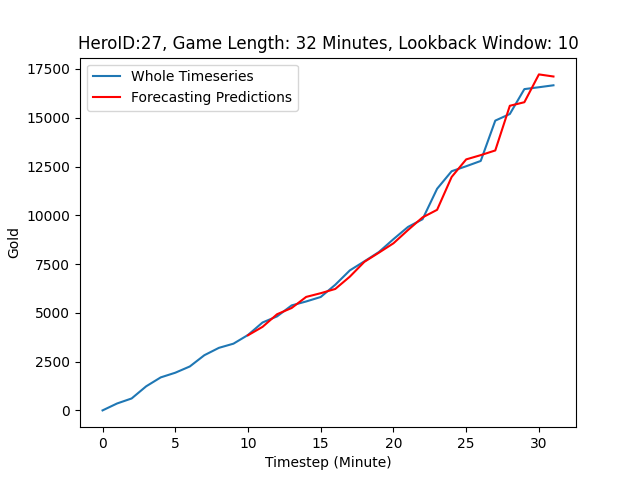 HeroID:27, Game Length: 32 Minutes, Lookback Window: 10
Whole Timeseries
Forecasting Predictions
17500
15000
12500
10000
7500
5000
2500
0
Gold
0 5 10 15 20 25 30
Timestep (Minute)